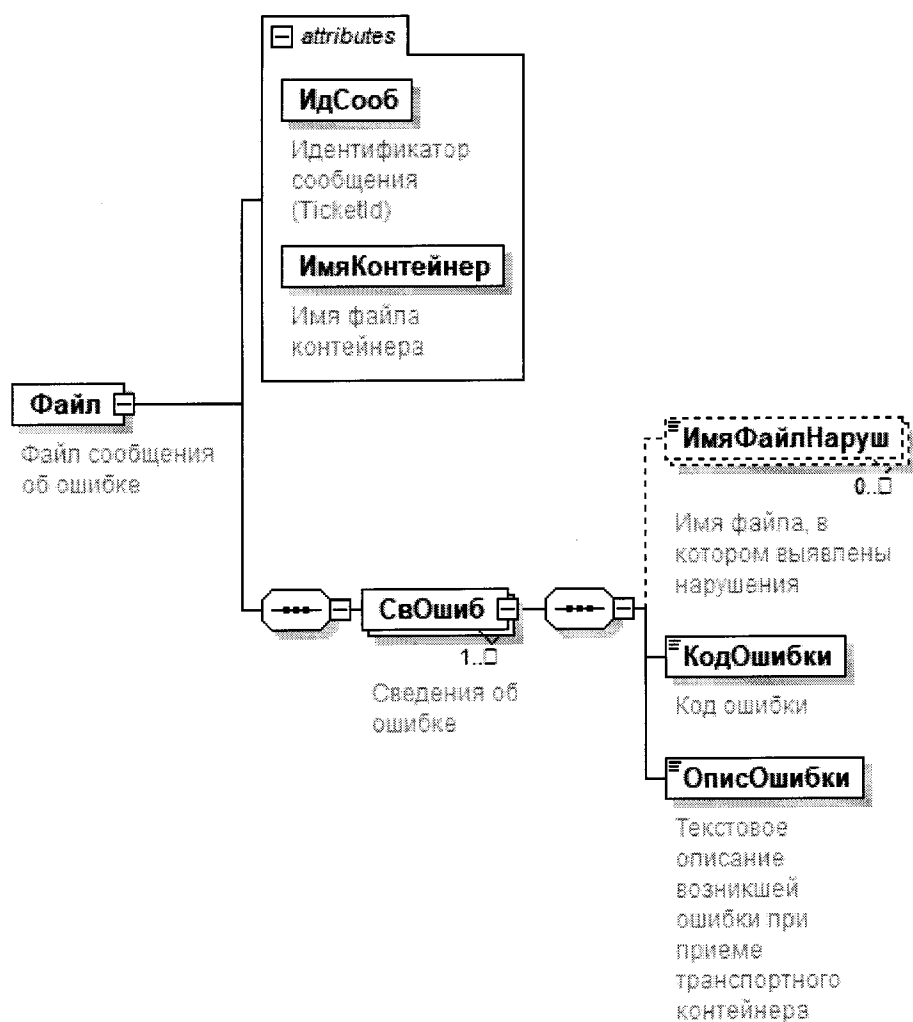 attributes
ИдСооб
Идентификатор
сообщения
(TicketId)
ИмяКонтейнер
Имя файла
контейнера
Файл
Файл сообщения
об ошибке
ИмяФайлНаруш
0..
Имя файла, в
котором выявлены
нарушения
СвОшиб
1..
Сведения об
ошибке
КодОшибки
Код ошибки
ОписОшибки
Текстовое
описание
возникшей
ошибки при
приеме
транспортного
контейнера